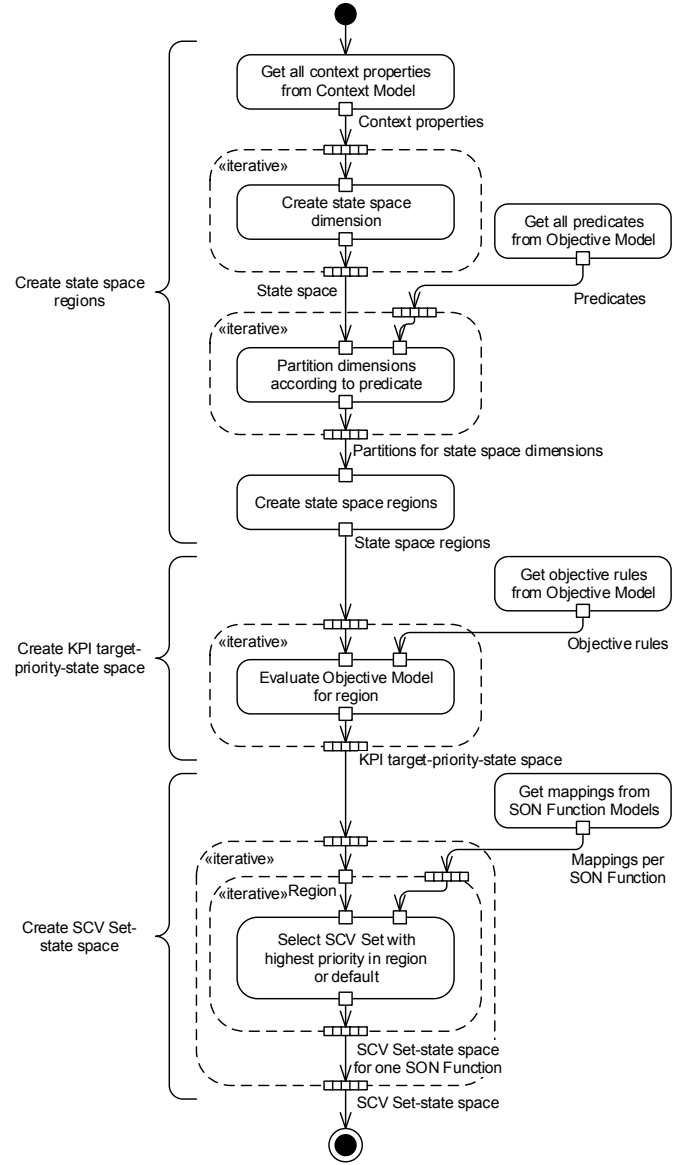 Get all context properties
from Context Model
Context properties
«iterative»
Create state space
dimension
Get all predicates
from Objective Model
Create state space
regions
State space
Predicates
«iterative»
Partition dimensions
according to predicate
Partitions for state space dimensions
Create state space regions
State space regions
Get objective rules
from Objective Model
Create KPI target-
priority-state space
«iterative»
Objective rules
Evaluate Objective Model
for region
KPI target-priority-state space
Get mappings from
SON Function Models
«iterative»
Mappings per
SON Function
«iterative»
Region
Create SCV Set-
state space
Select SCV Set with
highest priority in region
or default
SCV Set-state space
for one SON Function
SCV Set-state space